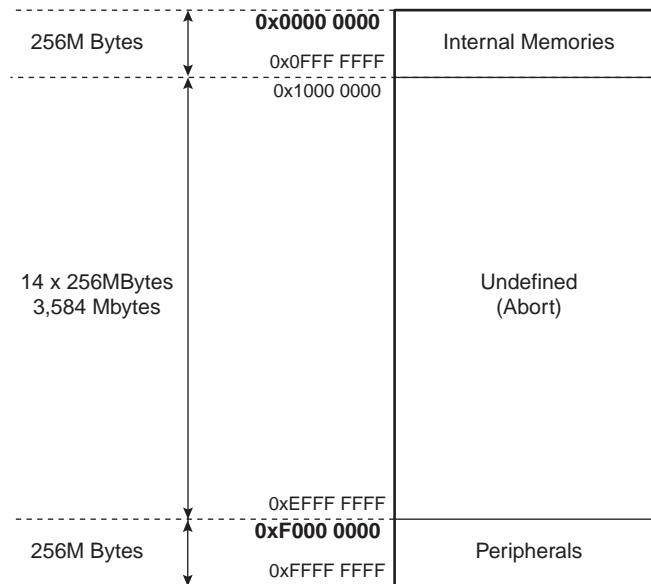 256M Bytes
0x0000 0000
Internal Memories
0x0FFF FFFF
0x1000 0000
14 x 256MBytes
3,584 Mbytes
Undefined
(Abort)
0xEFFF FFFF
0xF000 0000
256M Bytes
Peripherals
0xFFFF FFFF